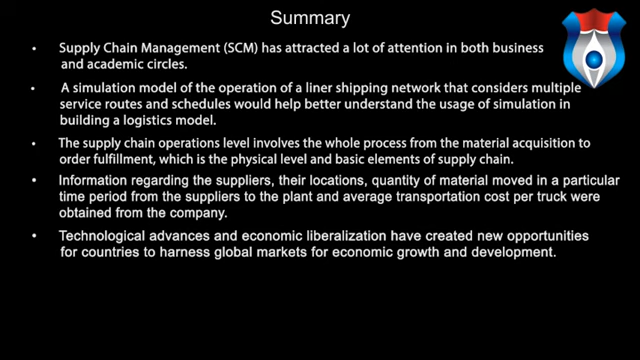 Summary
• Supply Chain Management (SCM) has attracted a lot of attention in both business
and academic circles.
• A simulation model of the operation of a liner shipping network that considers multiple
service routes and schedules would help better understand the usage of simulation in
building a logistics model.
• The supply chain operations level involves the whole process from the material acquisition to
order fulfillment, which is the physical level and basic elements of supply chain.
• Information regarding the suppliers, their locations, quantity of material moved in a particular
time period from the suppliers to the plant and average transportation cost per truck were
obtained from the company.
• Technological advances and economic liberalization have created new opportunities
for countries to harness global markets for economic growth and development.